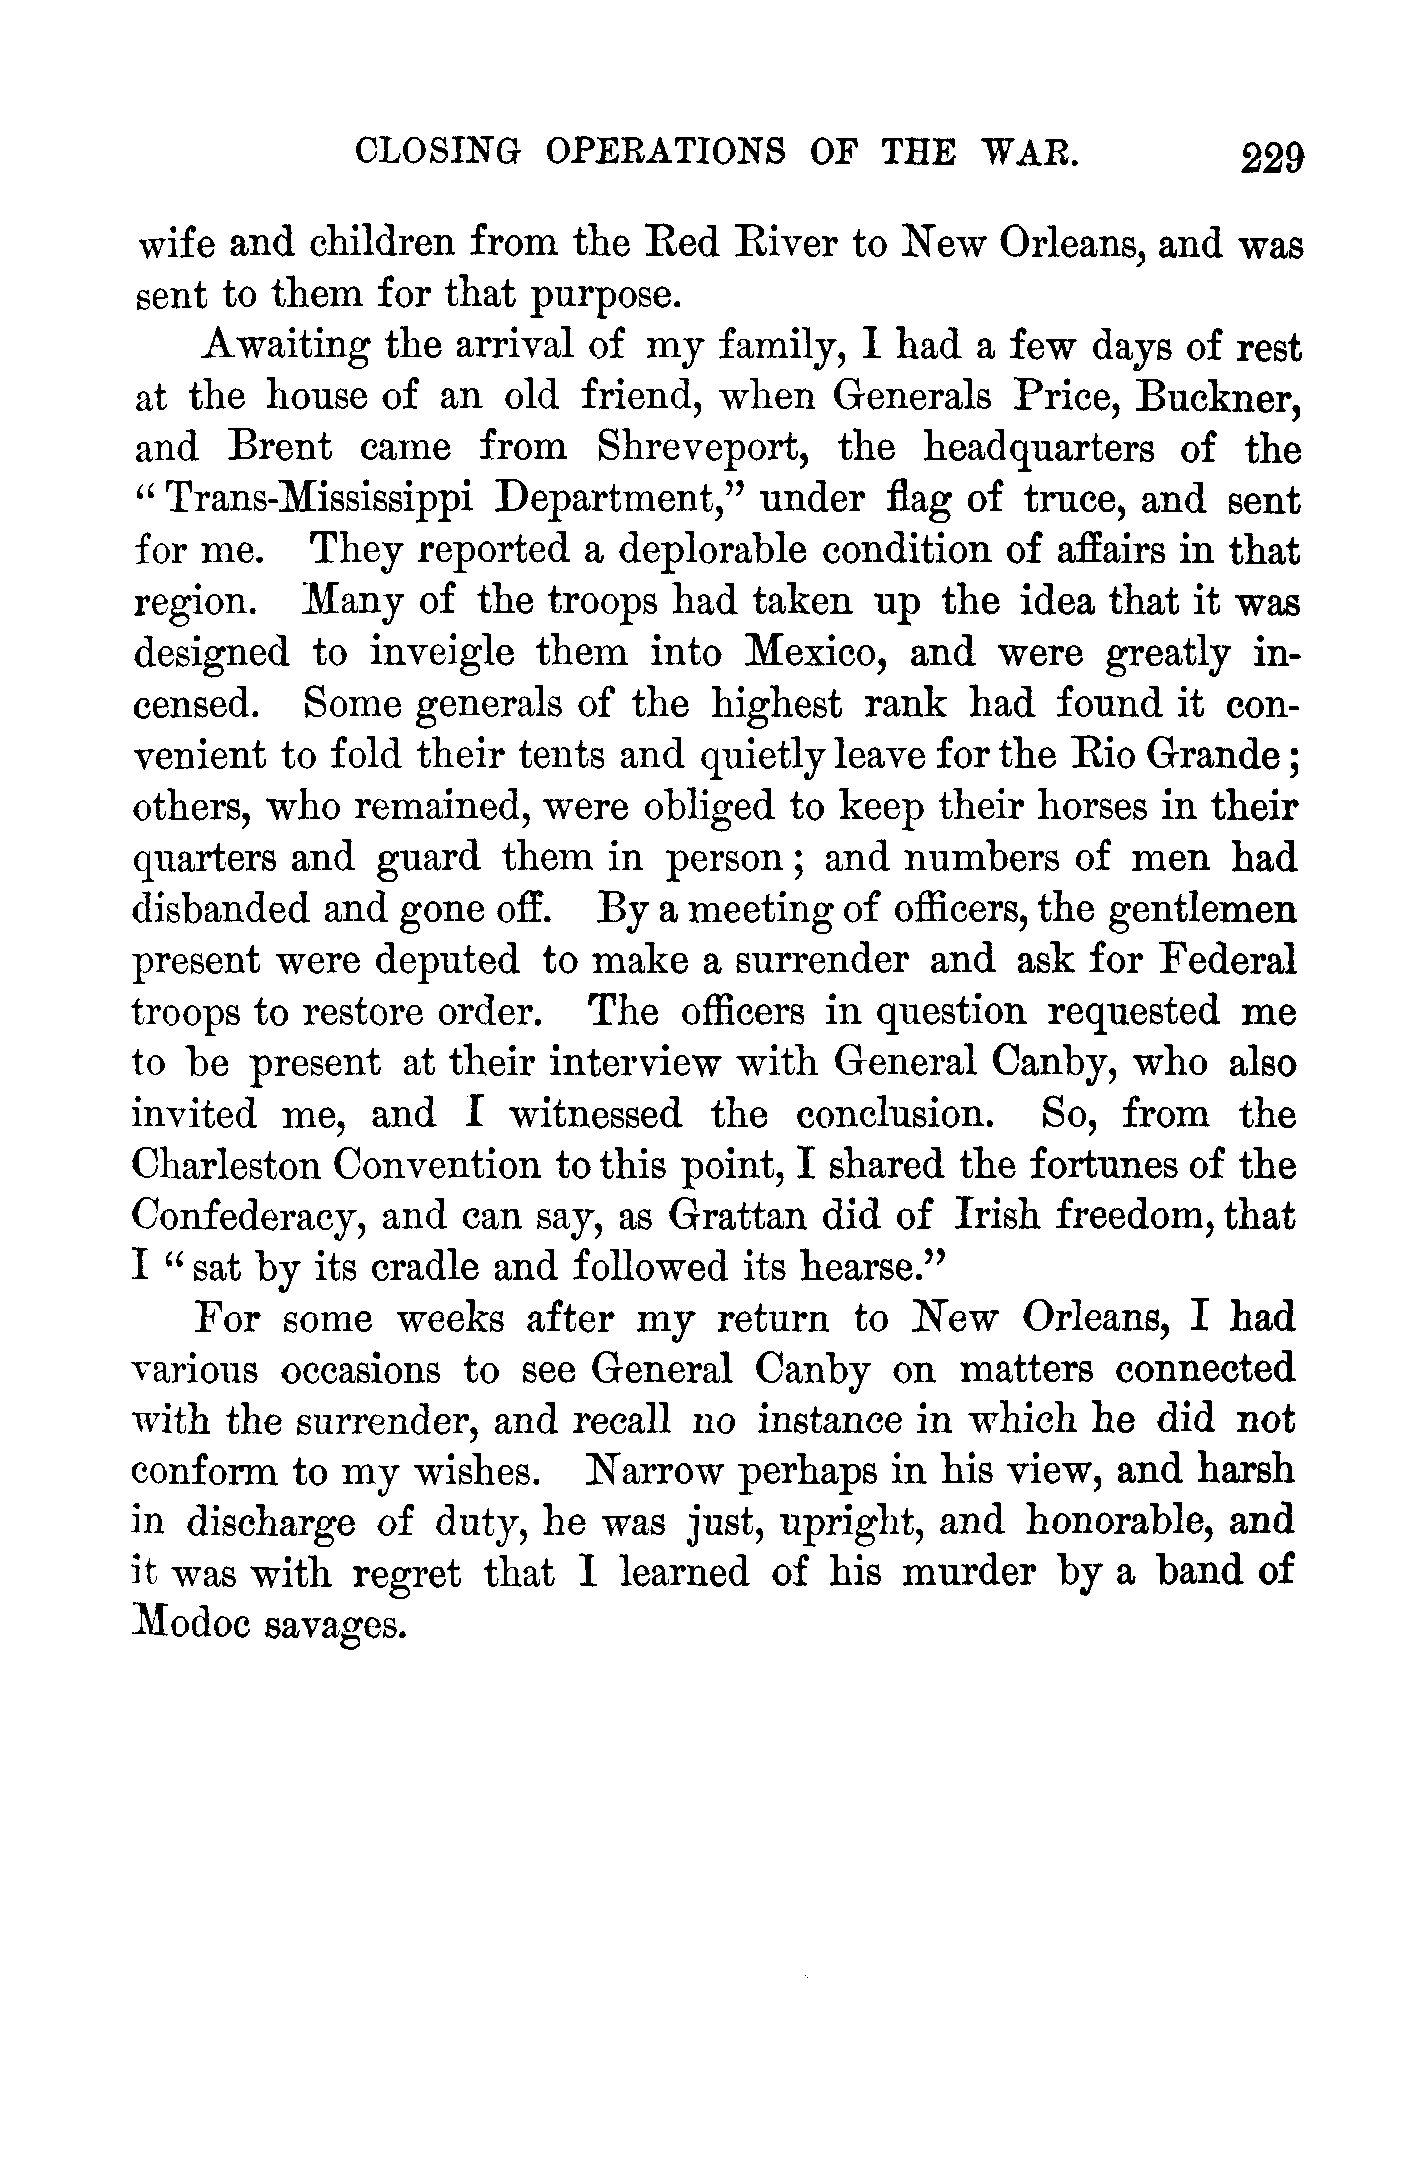 CLOSING OPERATIONS OF THE WAR. 229
wife and children from the Red River to New Orleans, and was
sent to them for that purpose.
Awaiting the arrival of my family, I had a few days of rest
at the house of an old friend, when Generals Price, Buckner,
and Brent came from Shreveport, the headquarters of the
“Trans-Mississippi Department,” under flag of truce, and sent
for me. They reported a deplorable condition of affairs in that
region. Many of the troops had taken up the idea that it was
designed to inveigle them into Mexico, and were greatly in-
censed. Some generals of the highest rank had found it con-
venient to fold their tents and quietly leave for the Rio Grande;
others, who remained, were obliged to keep their horses in their
quarters and guard them in person; and numbers of men had
disbanded and gone off. By a meeting of officers, the gentlemen
present were deputed to make a surrender and ask for Federal
troops to restore order. The officers in question requested me
to be present at their interview with General Canby, who also
invited me, and I witnessed the conclusion. So, from the
Charleston Convention to this point, I shared the fortunes of the
Confederacy, and can say, as Grattan did of Irish freedom, that
I “sat by its cradle and followed its hearse.”
For some weeks after my return to New Orleans, I had
various occasions to see General Canby on matters connected
with the surrender, and recall no instance in which he did not
conform to my wishes. Narrow perhaps in his view, and harsh
in discharge of duty, he was just, upright, and honorable, and
it was with regret that I learned of his murder by a band of
Modoc savages.